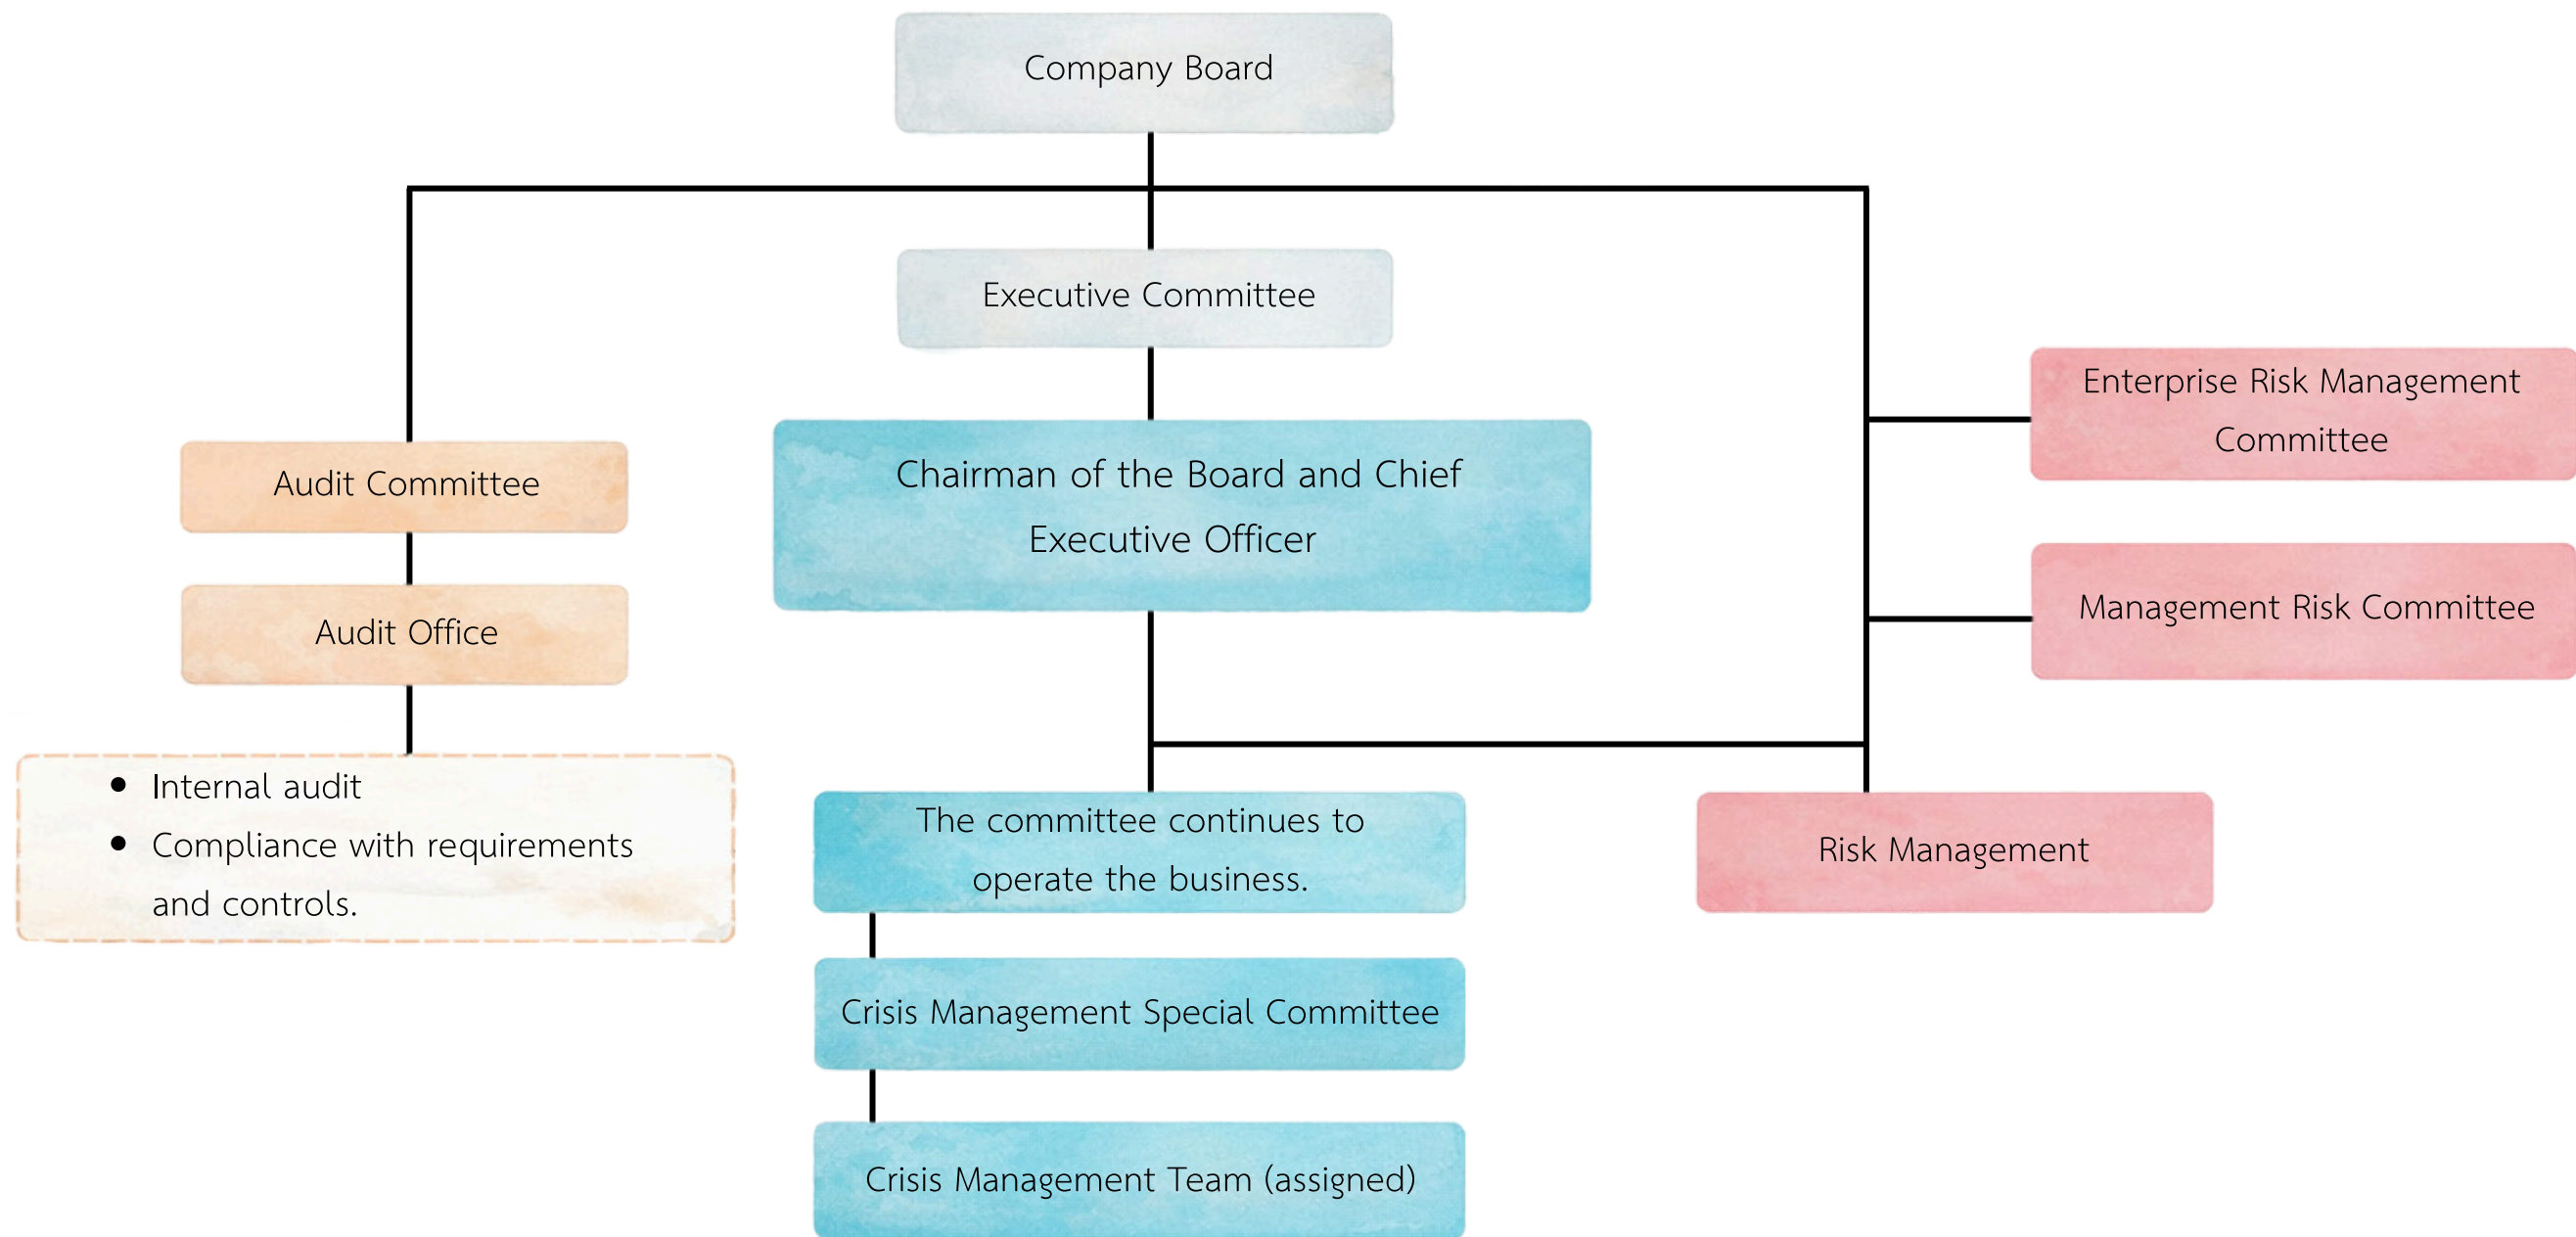 Company Board
Executive Committee
Chairman of the Board and Chief
Executive Officer
Audit Committee
Audit Office
• Internal audit
• Compliance with requirements
and controls.
Enterprise Risk Management
Committee
Management Risk Committee
The committee continues to
operate the business.
Risk Management
Crisis Management Special Committee
Crisis Management Team (assigned)